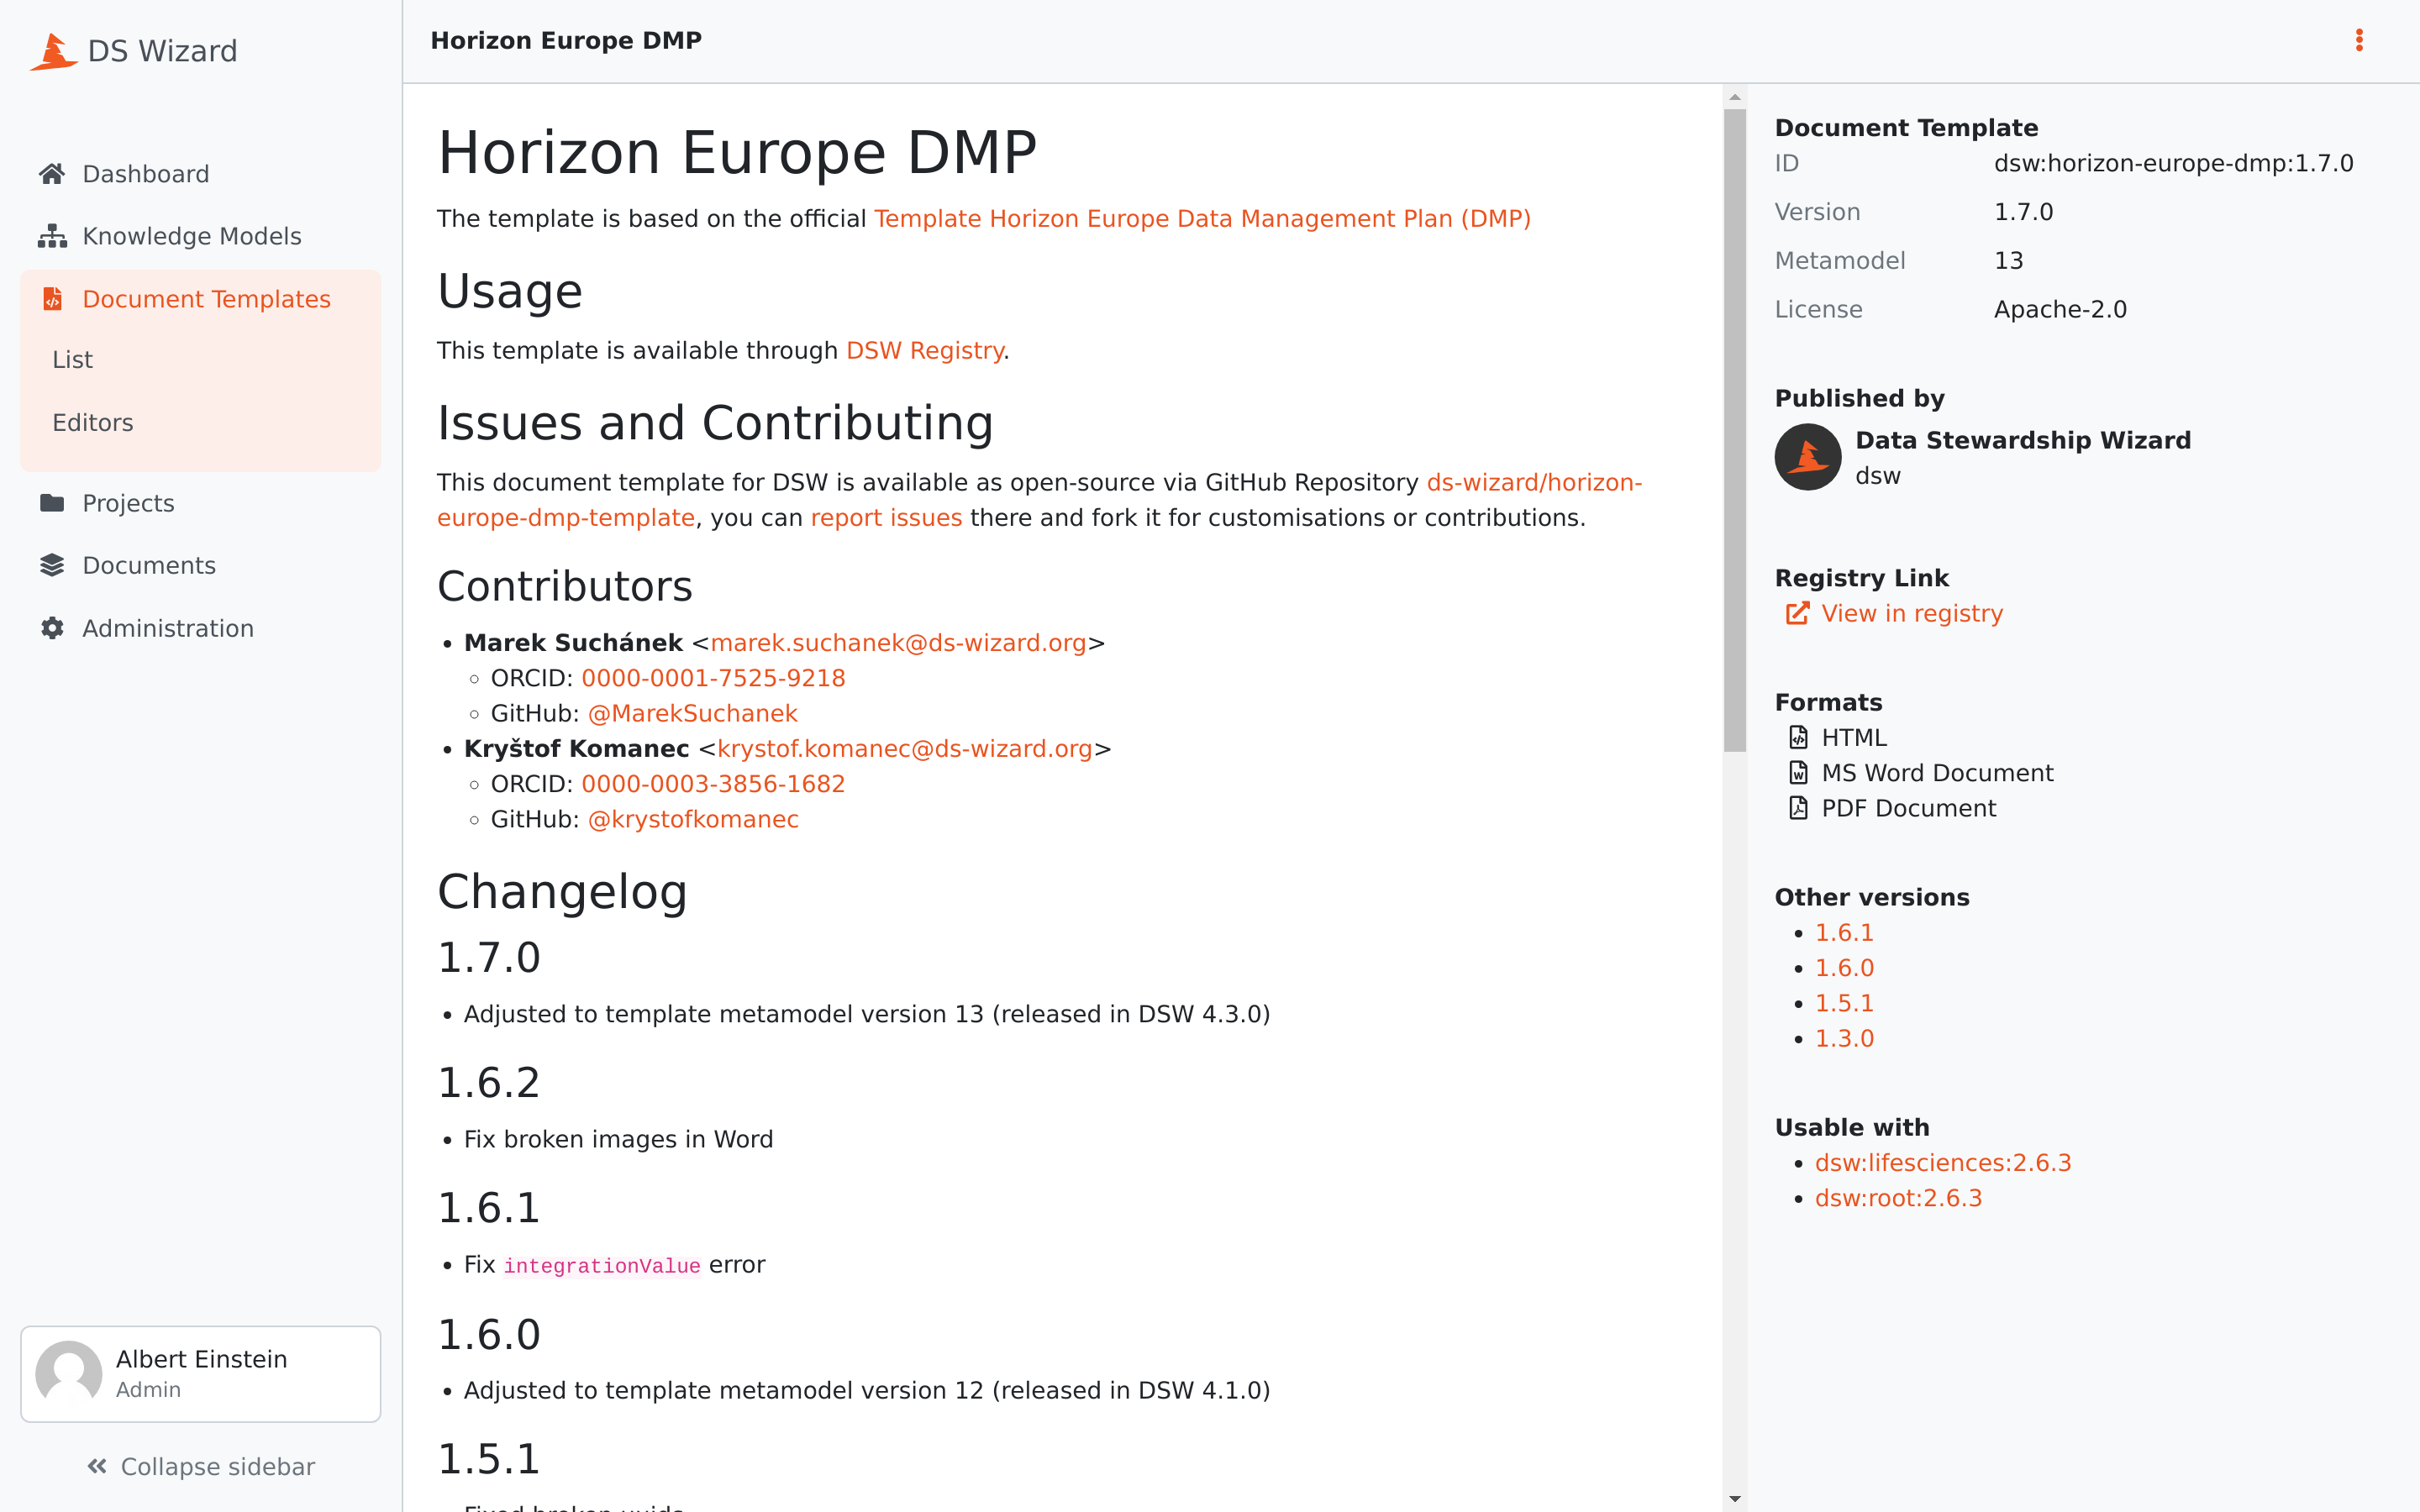 DS Wizard
Dashboard
Knowledge Models
Document Templates
List
Editors
Projects
Documents
Administration
Albert Einstein
Admin
Collapse sidebar
Horizon Europe DMP
Horizon Europe DMP
The template is based on the official Template Horizon Europe Data Management Plan (DMP)
Usage
This template is available through DSW Registry.
Issues and Contributing
This document template for DSW is available as open-source via GitHub Repository ds-wizard/horizon-
europe-dmp-template, you can report issues there and fork it for customisations or contributions.
Contributors
• Marek Suchánek <marek.suchanek@ds-wizard.org>
◦ ORCID: 0000-0001-7525-9218
◦ GitHub: @MarekSuchanek
• Kryštof Komanec <krystof.komanec@ds-wizard.org>
◦ ORCID: 0000-0003-3856-1682
◦ GitHub: @krystofkomanec
Changelog
1.7.0
• Adjusted to template metamodel version 13 (released in DSW 4.3.0)
1.6.2
• Fix broken images in Word
1.6.1
• Fix integrationValue error
1.6.0
• Adjusted to template metamodel version 12 (released in DSW 4.1.0)
1.5.1
Document Template
ID dsw:horizon-europe-dmp:1.7.0
Version 1.7.0
Metamodel 13
License Apache-2.0
Published by
Data Stewardship Wizard
dsw
Registry Link
View in registry
Formats
HTML
MS Word Document
PDF Document
Other versions
• 1.6.1
• 1.6.0
• 1.5.1
• 1.3.0
Usable with
• dsw:lifesciences:2.6.3
• dsw:root:2.6.3